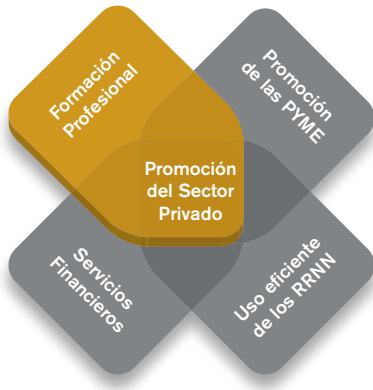 Formación
Profesional
Promoción
de las PYME
Promoción
del Sector
Privado
Servicios
Financieros
Uso eficiente
de los RRNN